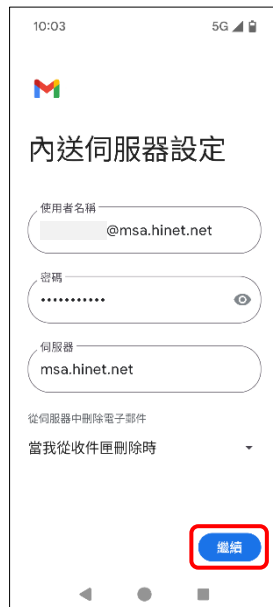 10:03 5G
內送伺服器設定
使用者名稱
@msa.hinet.net
密碼
•••••••••••
伺服器
msa.hinet.net
從伺服器中刪除電子郵件
當我從收件匣刪除時
繼續